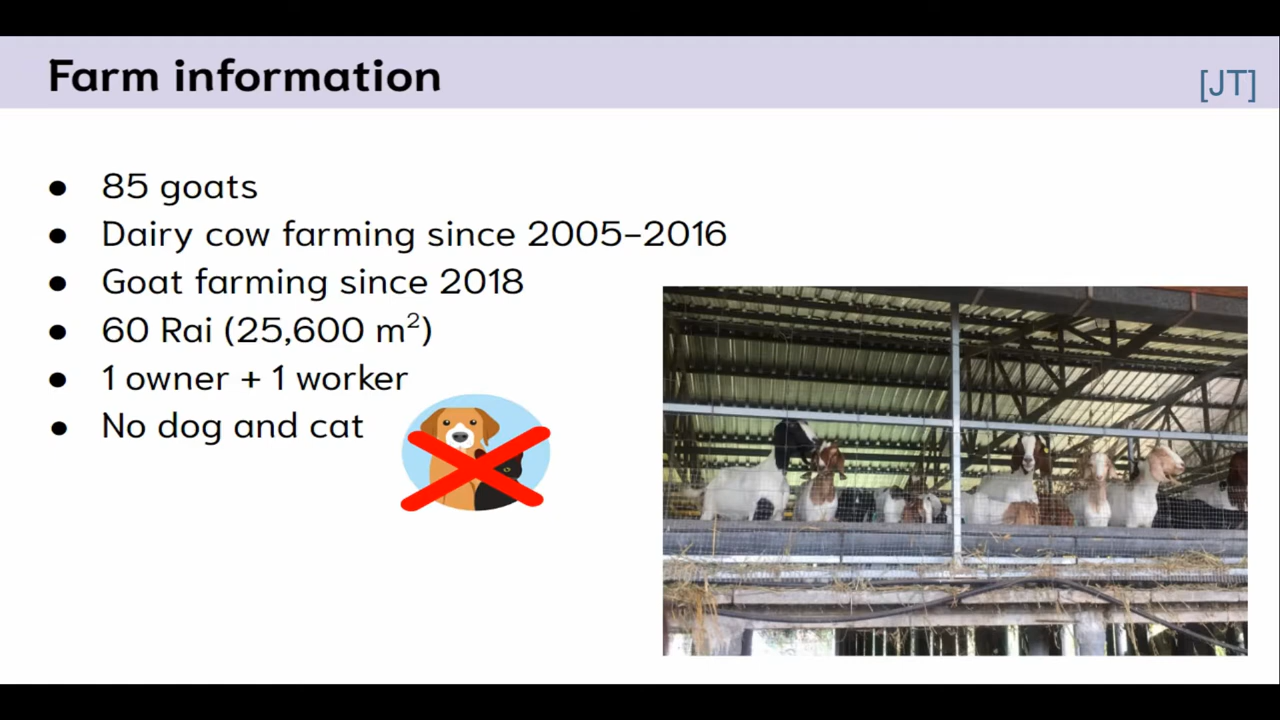 Farm information
[JT]
● 85 goats
● Dairy cow farming since 2005–2016
● Goat farming since 2018
● 60 Rai (25,600 m²)
● 1 owner + 1 worker
● No dog and cat